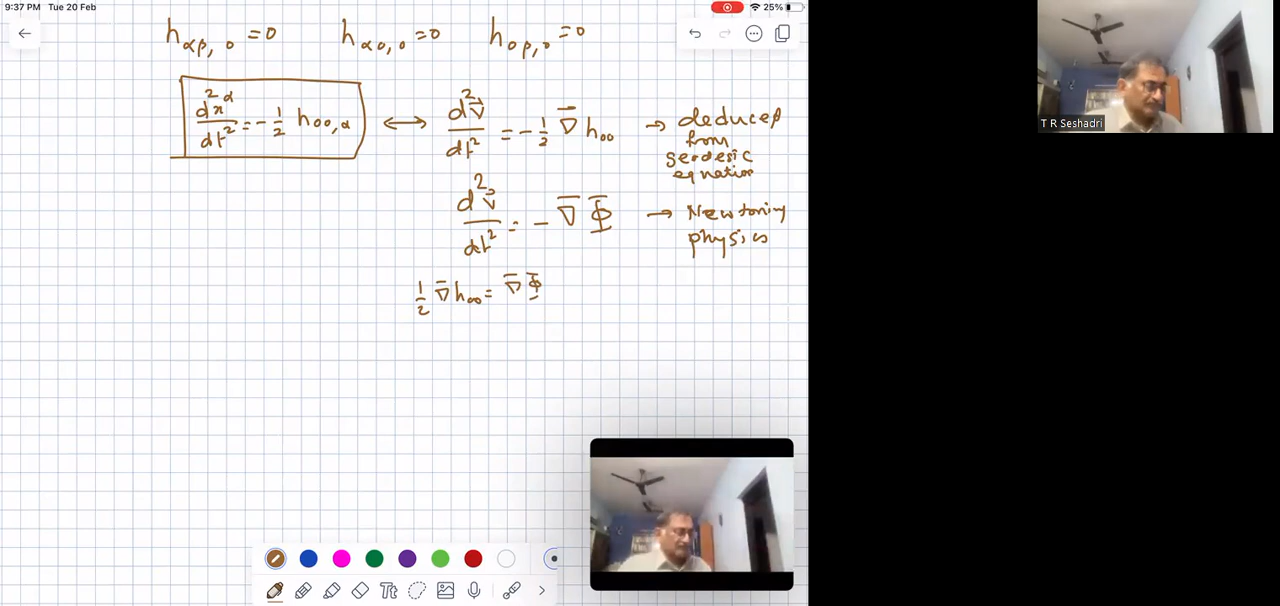 9:37 PM Tue 20 Feb
25%
h_{αβ,0} = 0 h_{α0,0} = 0 h_{0β,0} = 0
d²x^α/dt² = -1/2 h_{00,α} ↔ d²v⃗/dt² = -1/2 ∇⃗ h_{00} → deduced
from
geodesic
equation
d²v⃗/dt² = - ∇̅ Φ̅ → Newtoning
physics
1/2 ∇̅ h_{00} = ∇̅ Φ̅
Tt
T R Seshadri